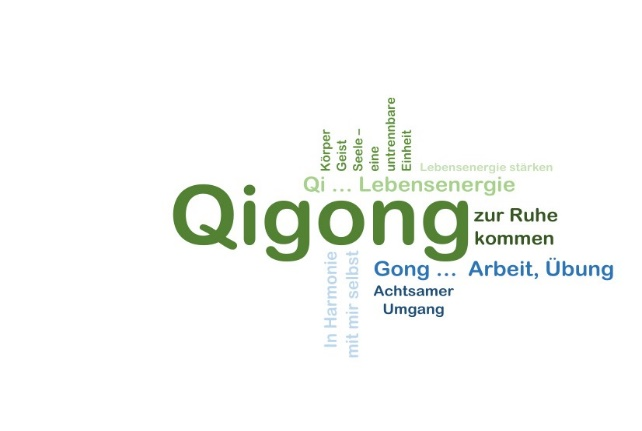 Körper
Geist
Seele –
eine
untrennbare
Einheit
Lebensenergie stärken
Qi ... Lebensenergie
Qigong
zur Ruhe
kommen
Gong ... Arbeit, Übung
Achtsamer
Umgang
In Harmonie
mit mir selbst